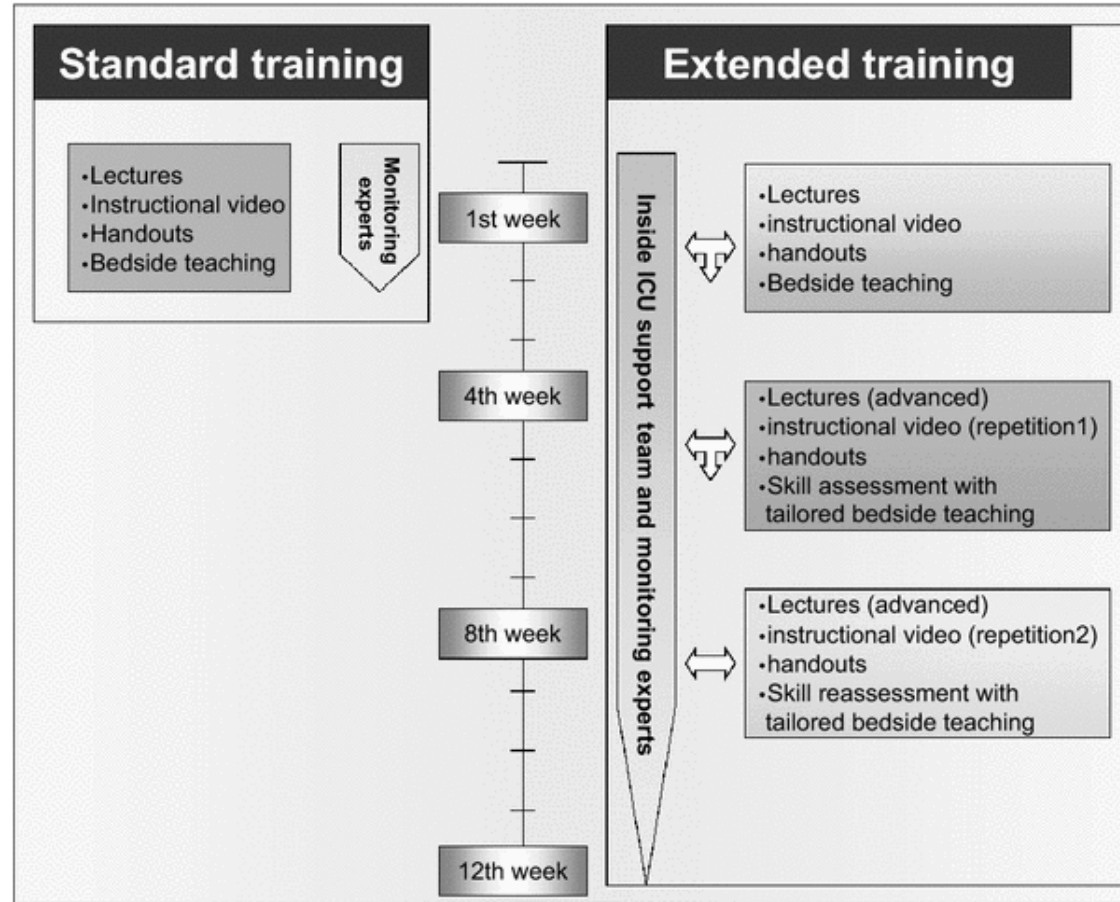 Standard training
•Lectures
•Instructional video
•Handouts
•Bedside teaching
Monitoring
experts
1st week
4th week
8th week
12th week
Extended training
Inside ICU support team and monitoring experts
•Lectures
•instructional video
•handouts
•Bedside teaching
•Lectures (advanced)
•instructional video (repetition1)
•handouts
•Skill assessment with
tailored bedside teaching
•Lectures (advanced)
•instructional video (repetition2)
•handouts
•Skill reassessment with
tailored bedside teaching